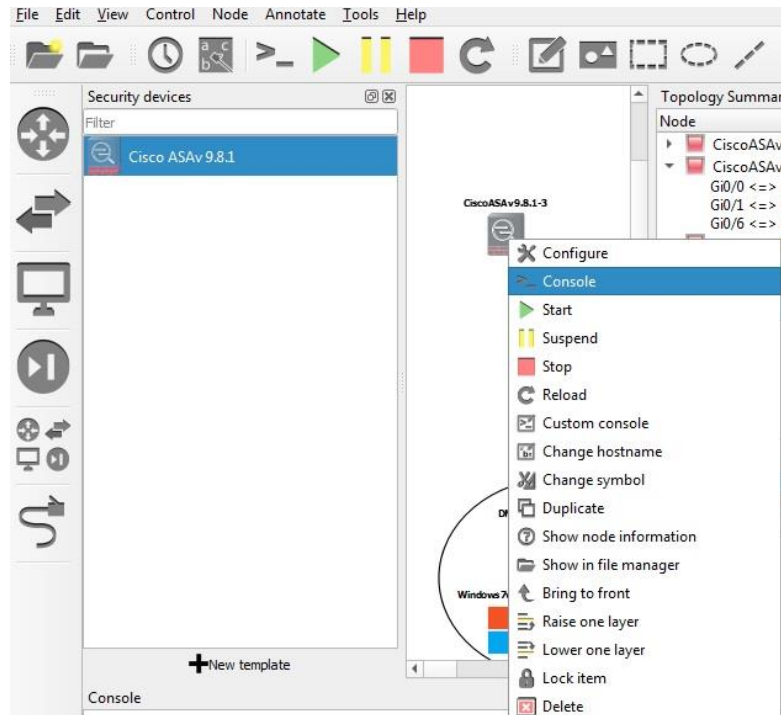 File Edit View Control Node Annotate Tools Help
Security devices
Filter
Cisco ASAv 9.8.1
New template
Console
CiscoASAv9.8.1-3
Topology Summar
Node
CiscoASAv
CiscoASAv
Gi0/0 <=>
Gi0/1 <=>
Gi0/6 <=>
Configure
Console
Start
Suspend
Stop
Reload
Custom console
Change hostname
Change symbol
Duplicate
Show node information
Show in file manager
Bring to front
Raise one layer
Lower one layer
Lock item
Delete